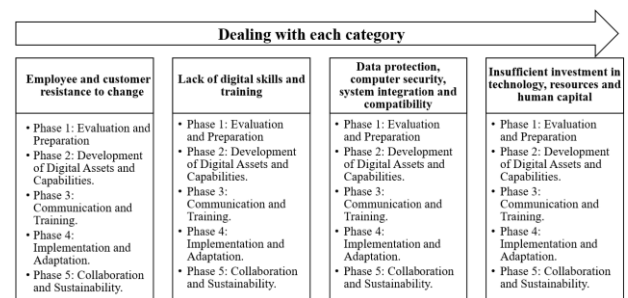 Dealing with each category
Employee and customer
resistance to change
• Phase 1: Evaluation and
Preparation
• Phase 2: Development
of Digital Assets and
Capabilities.
• Phase 3:
Communication and
Training.
• Phase 4:
Implementation and
Adaptation.
• Phase 5: Collaboration
and Sustainability.
Lack of digital skills and
training
• Phase 1: Evaluation
and Preparation
• Phase 2: Development
of Digital Assets and
Capabilities.
• Phase 3:
Communication and
Training.
• Phase 4:
Implementation and
Adaptation.
• Phase 5: Collaboration
and Sustainability.
Data protection,
computer security,
system integration and
compatibility
• Phase 1: Evaluation
and Preparation
• Phase 2: Development
of Digital Assets and
Capabilities.
• Phase 3:
Communication and
Training.
• Phase 4:
Implementation and
Adaptation.
• Phase 5: Collaboration
and Sustainability.
Insufficient investment in
technology, resources and
human capital
• Phase 1: Evaluation
and Preparation
• Phase 2: Development
of Digital Assets and
Capabilities.
• Phase 3:
Communication and
Training.
• Phase 4:
Implementation and
Adaptation.
• Phase 5: Collaboration
and Sustainability.